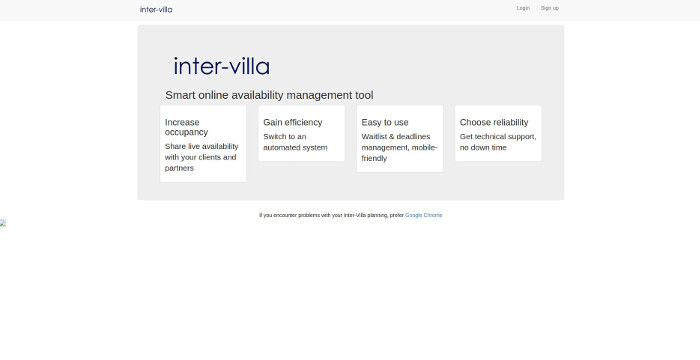 inter-villa
Login
Sign up
inter-villa
Smart online availability management tool
Increase
occupancy
Share live availability
with your clients and
partners
Gain efficiency
Switch to an
automated system
Easy to use
Waitlist & deadlines
management, mobile-
friendly
Choose reliability
Get technical support,
no down time
If you encounter problems with your Inter-Villa planning, prefer Google Chrome